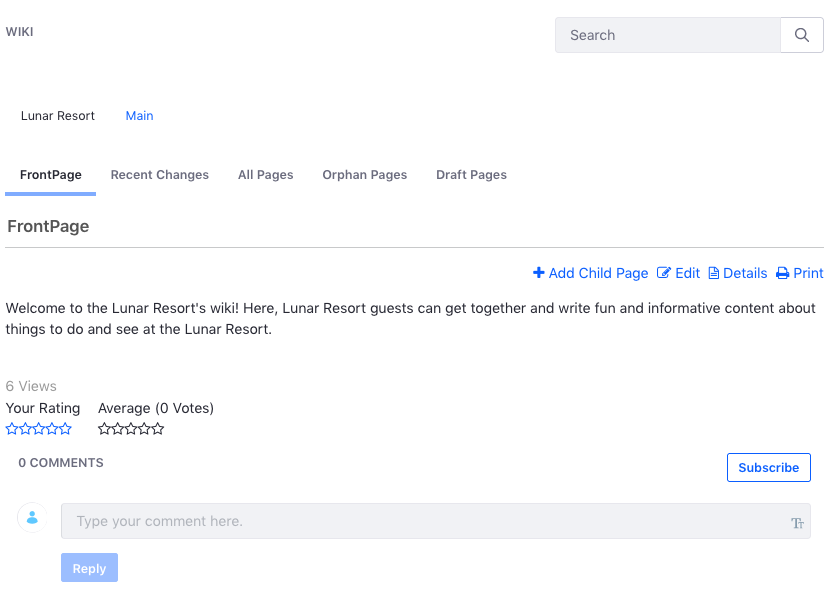 WIKI
Search
Lunar Resort Main
FrontPage Recent Changes All Pages Orphan Pages Draft Pages
FrontPage
Add Child Page Edit Details Print
Welcome to the Lunar Resort's wiki! Here, Lunar Resort guests can get together and write fun and informative content about
things to do and see at the Lunar Resort.
6 Views
Your Rating Average (0 Votes)
0 COMMENTS
Subscribe
Type your comment here.
Reply